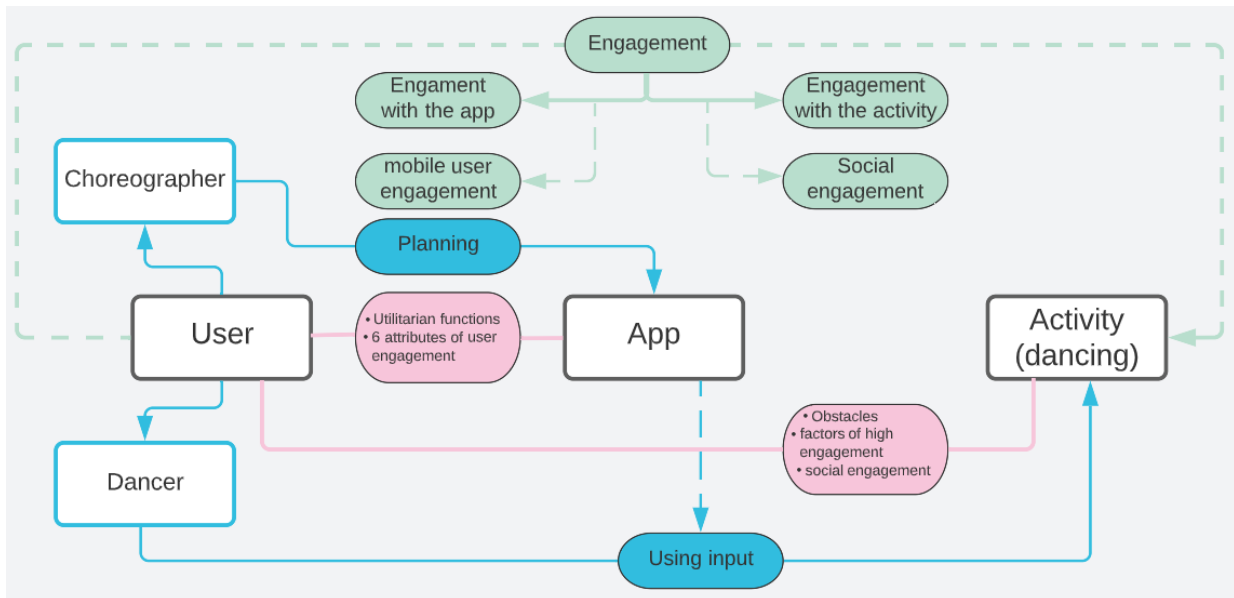 Engagement
Engament
with the app
Engagement
with the activity
mobile user
engagement
Social
engagement
Choreographer
Planning
User
• Utilitarian functions
• 6 attributes of user
engagement
App
Activity
(dancing)
• Obstacles
• factors of high
engagement
• social engagement
Dancer
Using input